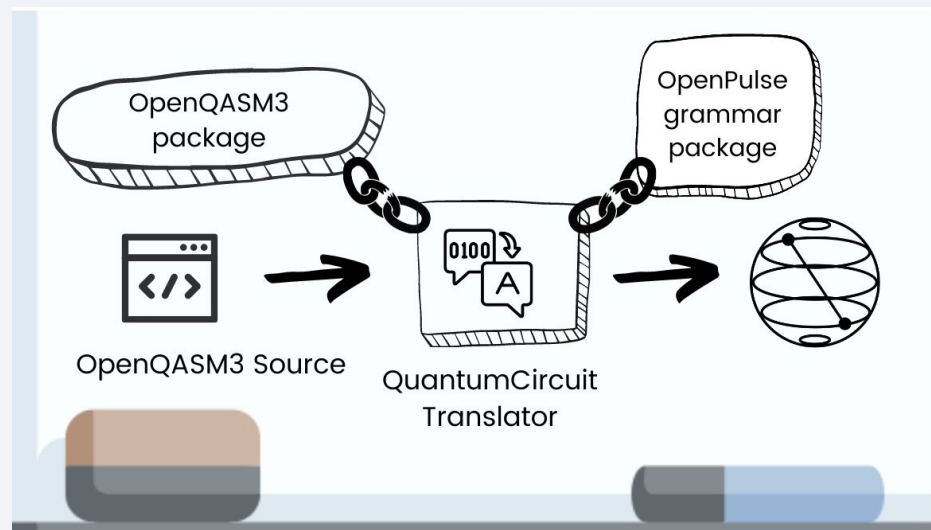 OpenQASM3
package
OpenPulse
grammar
package
0100
A
</>
OpenQASM3 Source
QuantumCircuit
Translator